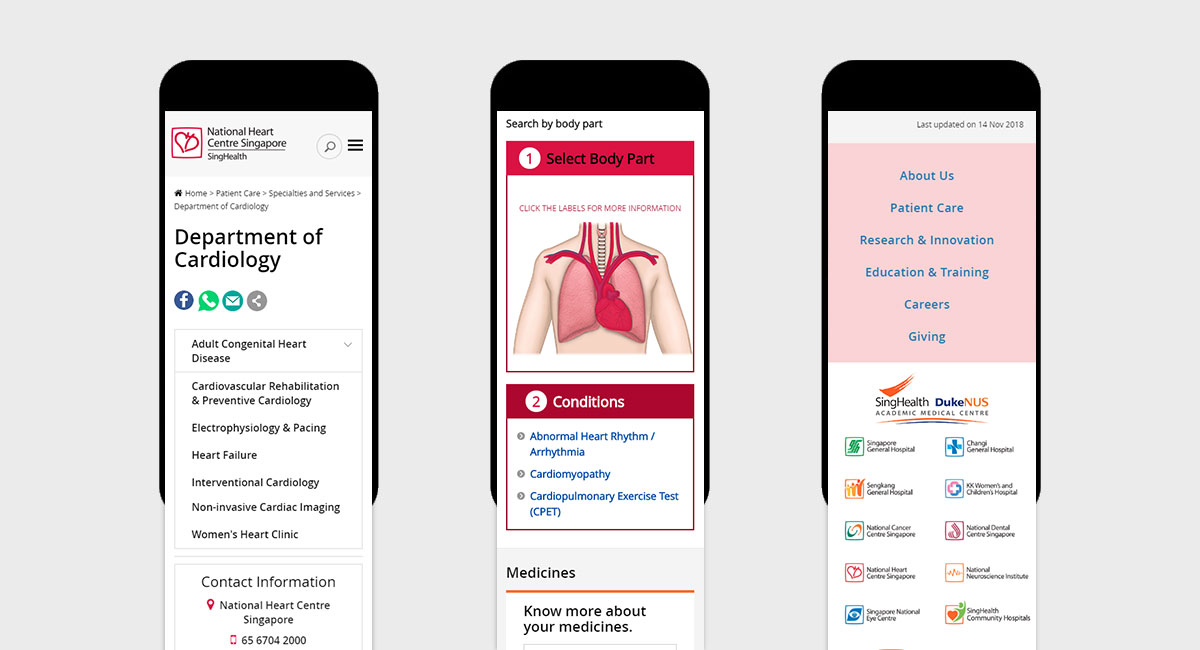 National Heart
Centre Singapore
SingHealth
Home > Patient Care > Specialties and Services >
Department of Cardiology
Department of
Cardiology
Adult Congenital Heart
Disease
Cardiovascular Rehabilitation
& Preventive Cardiology
Electrophysiology & Pacing
Heart Failure
Interventional Cardiology
Non-invasive Cardiac Imaging
Women's Heart Clinic
Contact Information
National Heart Centre
Singapore
65 6704 2000
Search by body part
1 Select Body Part
CLICK THE LABELS FOR MORE INFORMATION
2 Conditions
Abnormal Heart Rhythm /
Arrhythmia
Cardiomyopathy
Cardiopulmonary Exercise Test
(CPET)
Medicines
Know more about
your medicines.
Last updated on 14 Nov 2018
About Us
Patient Care
Research & Innovation
Education & Training
Careers
Giving
SingHealth DukeNUS
ACADEMIC MEDICAL CENTRE
Singapore
General Hospital
Changi
General Hospital
Sengkang
General Hospital
KK Women's and
Children's Hospital
National Cancer
Centre Singapore
National Dental
Centre Singapore
National Heart
Centre Singapore
National
Neuroscience Institute
Singapore National
Eye Centre
SingHealth
Community Hospitals